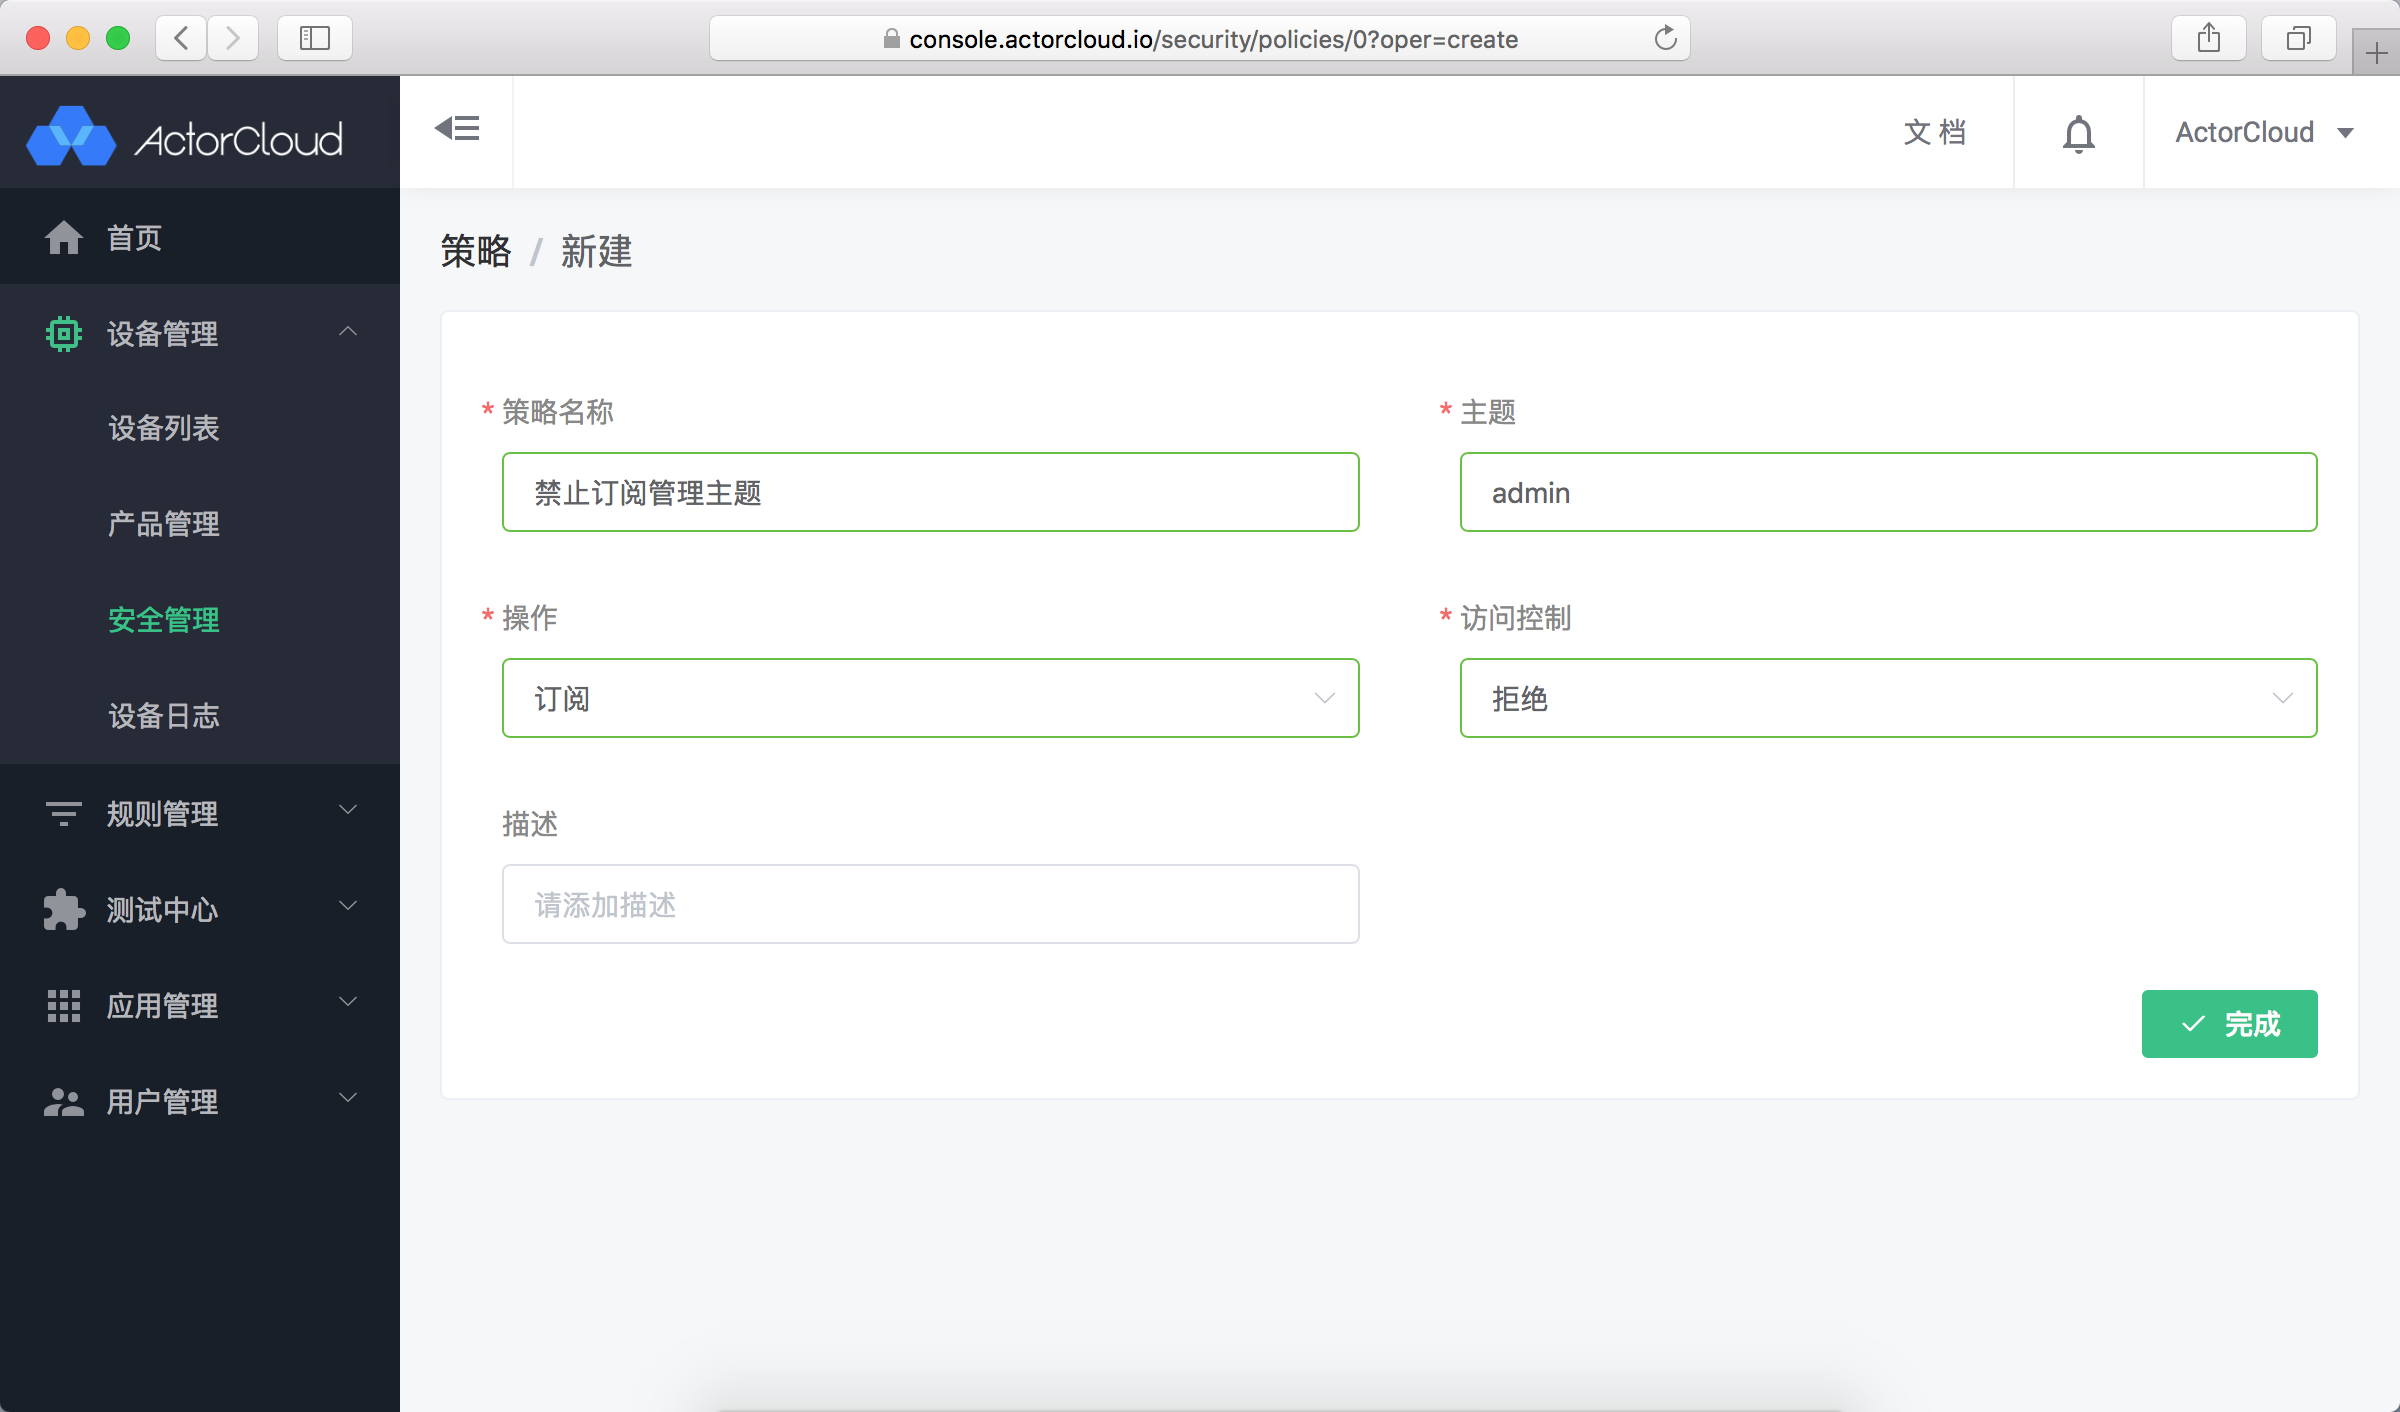 console.actorcloud.io/security/policies/0?oper=create
ActorCloud
文 档
ActorCloud
首页
设备管理
设备列表
产品管理
安全管理
设备日志
规则管理
测试中心
应用管理
用户管理
策略 / 新建
* 策略名称
禁止订阅管理主题
* 主题
admin
* 操作
订阅
* 访问控制
拒绝
描述
请添加描述
完成